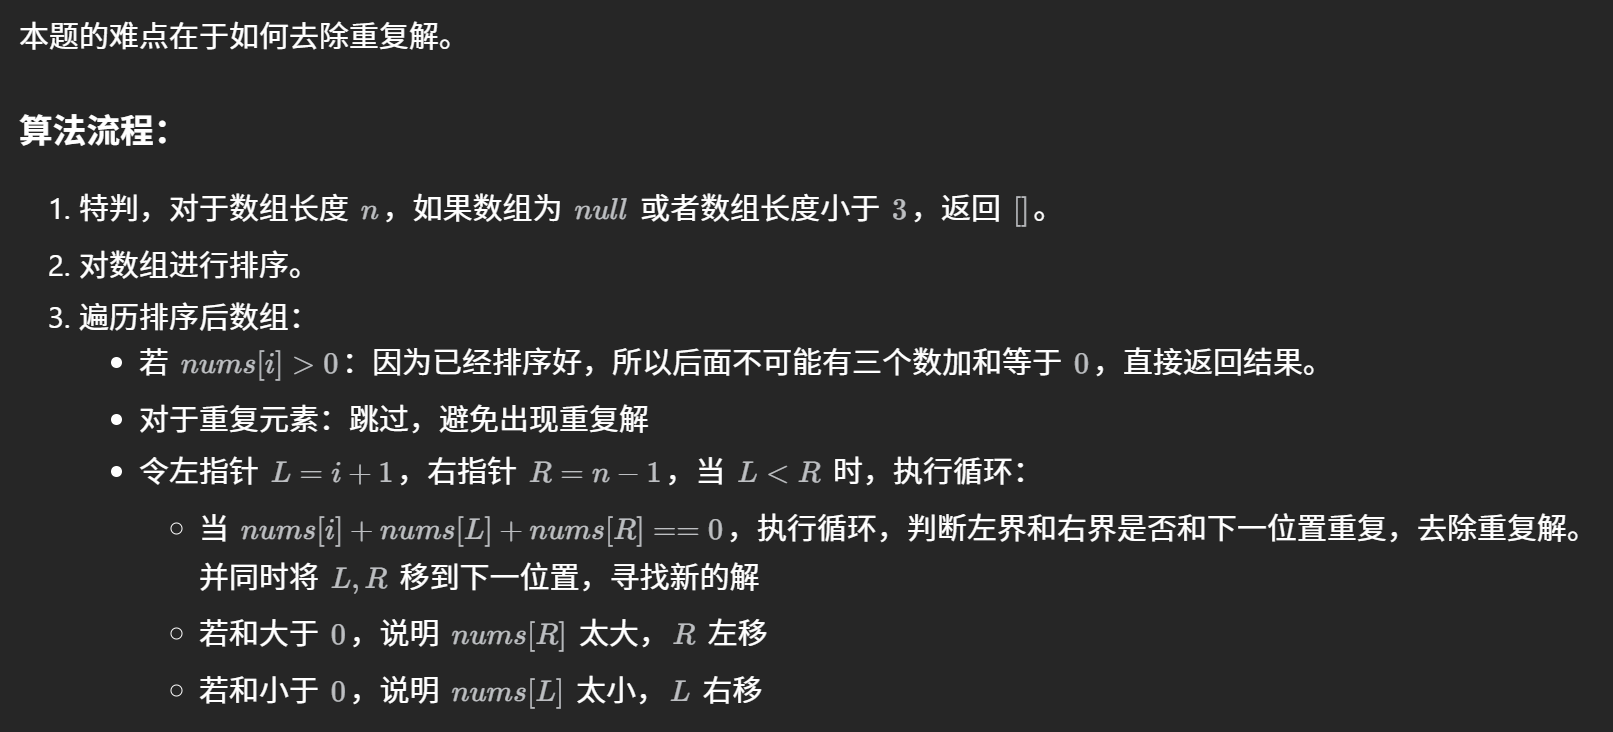 本题的难点在于如何去除重复解。
算法流程：
1. 特判，对于数组长度 n，如果数组为 null 或者数组长度小于 3，返回 []。
2. 对数组进行排序。
3. 遍历排序后数组：
• 若 nums[i] > 0：因为已经排序好，所以后面不可能有三个数加和等于 0，直接返回结果。
• 对于重复元素：跳过，避免出现重复解
• 令左指针 L = i + 1，右指针 R = n − 1，当 L < R 时，执行循环：
◦ 当 nums[i] + nums[L] + nums[R] == 0，执行循环，判断左界和右界是否和下一位置重复，去除重复解。
并同时将 L, R 移到下一位置，寻找新的解
◦ 若和大于 0，说明 nums[R] 太大，R 左移
◦ 若和小于 0，说明 nums[L] 太小，L 右移